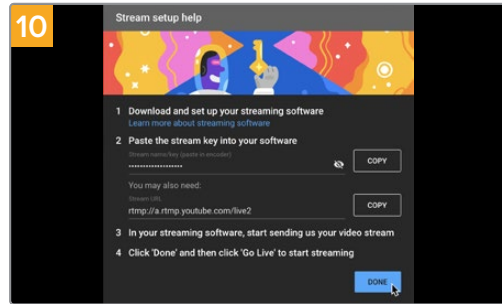 10
Stream setup help
1 Download and set up your streaming software
Learn more about streaming software
2 Paste the stream key into your software
Stream name/key (paste in encoder)
••••••••••••••••••••
COPY
You may also need:
Stream URL
rtmp://a.rtmp.youtube.com/live2
COPY
3 In your streaming software, start sending us your video stream
4 Click 'Done' and then click 'Go Live' to start streaming
DONE